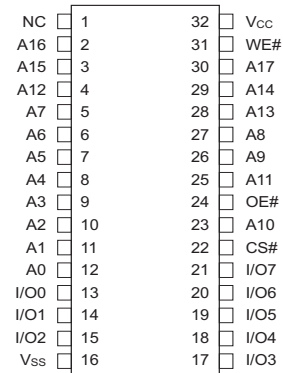 NC 1 32 Vcc
A16 2 31 WE#
A15 3 30 A17
A12 4 29 A14
A7 5 28 A13
A6 6 27 A8
A5 7 26 A9
A4 8 25 A11
A3 9 24 OE#
A2 10 23 A10
A1 11 22 CS#
A0 12 21 I/O7
I/O0 13 20 I/O6
I/O1 14 19 I/O5
I/O2 15 18 I/O4
Vss 16 17 I/O3